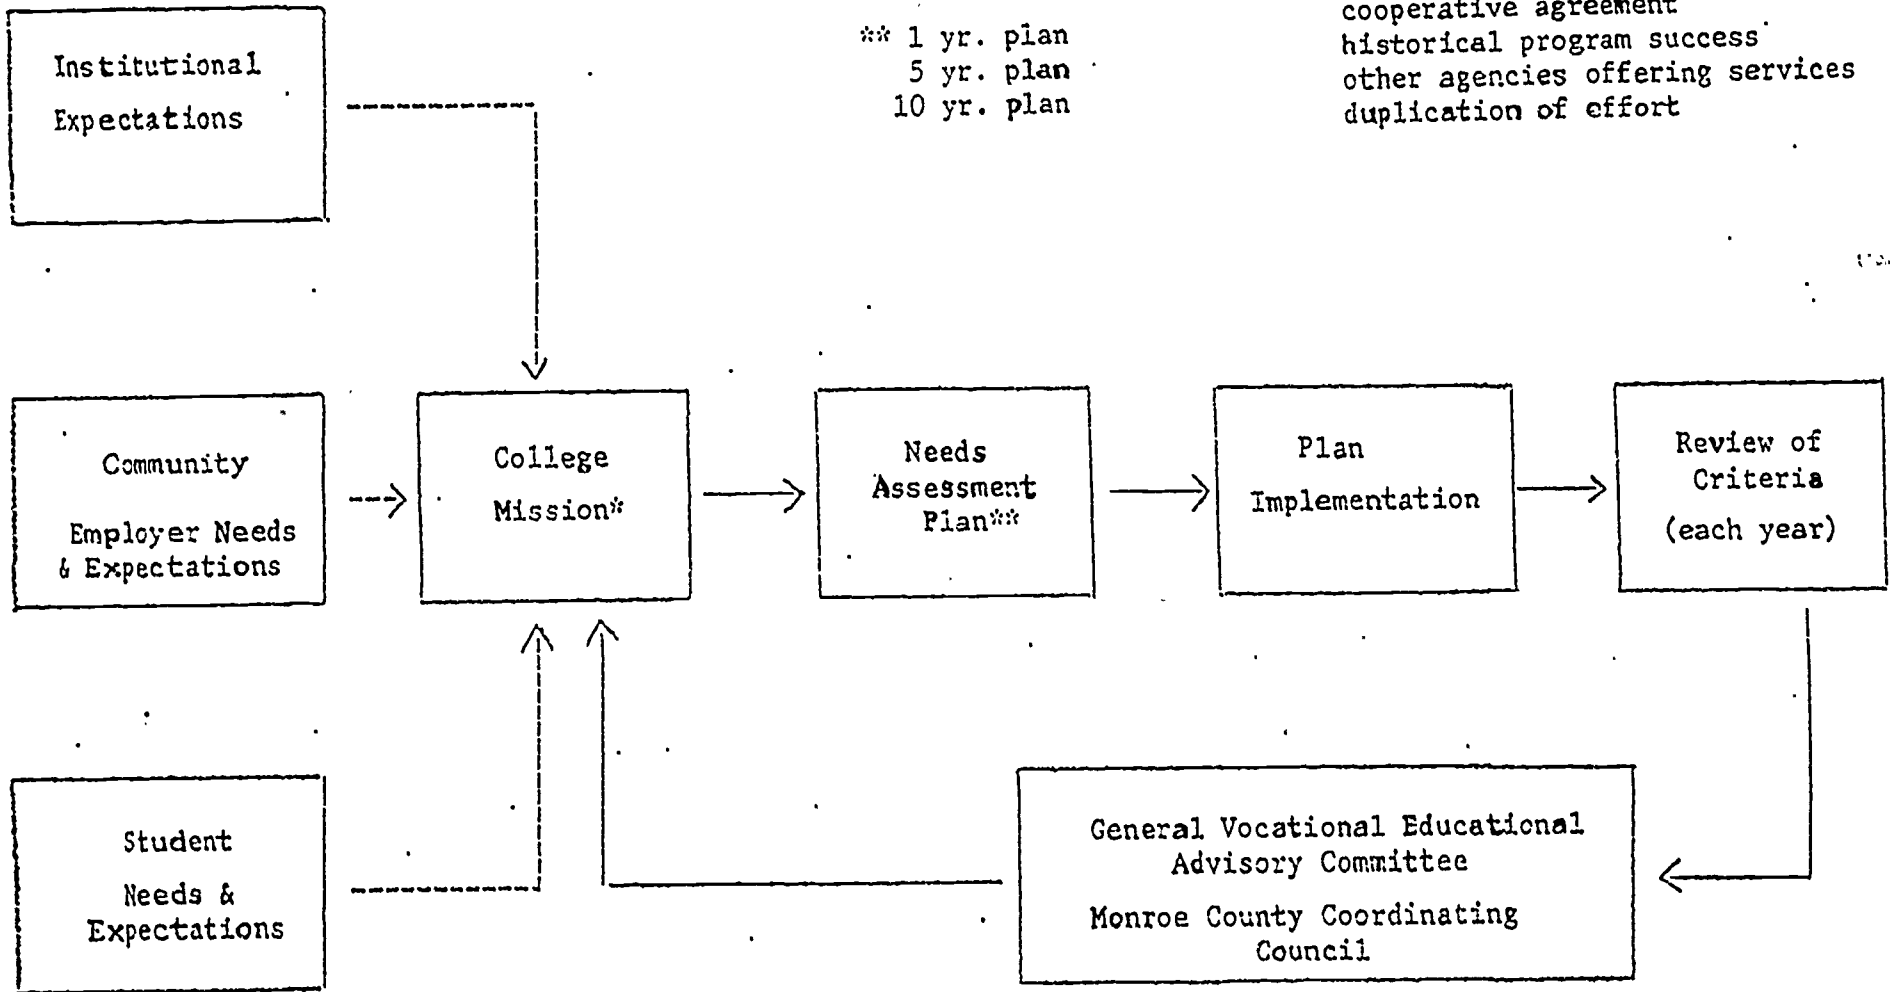 cooperative agreement
** 1 yr. plan
historical program success
5 yr. plan
other agencies offering services
10 yr. plan
duplication of effort
Institutional
Expectations
Community
Employer Needs
& Expectations
College
Mission*
Needs
Assessment
Plan**
Plan
Implementation
Review of
Criteria
(each year)
Student
Needs &
Expectations
General Vocational Educational
Advisory Committee
Monroe County Coordinating
Council